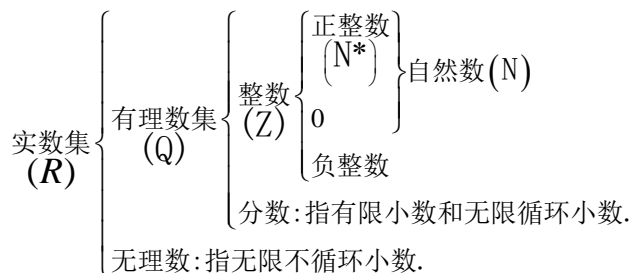 正整数
(N*)
自然数(N)
整数
(Z)
0
有理数集
(Q)
实数集
(R)
负整数
分数:指有限小数和无限循环小数.
无理数:指无限不循环小数.